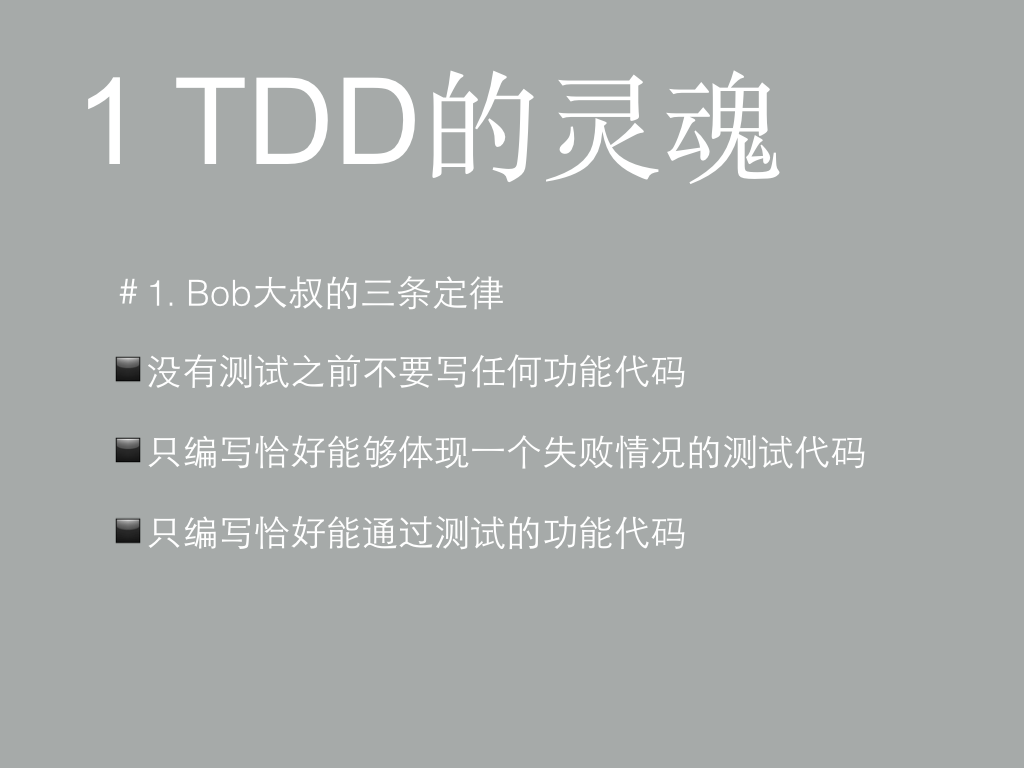 1 TDD的灵魂
# 1. Bob大叔的三条定律
没有测试之前不要写任何功能代码
只编写恰好能够体现一个失败情况的测试代码
只编写恰好能通过测试的功能代码